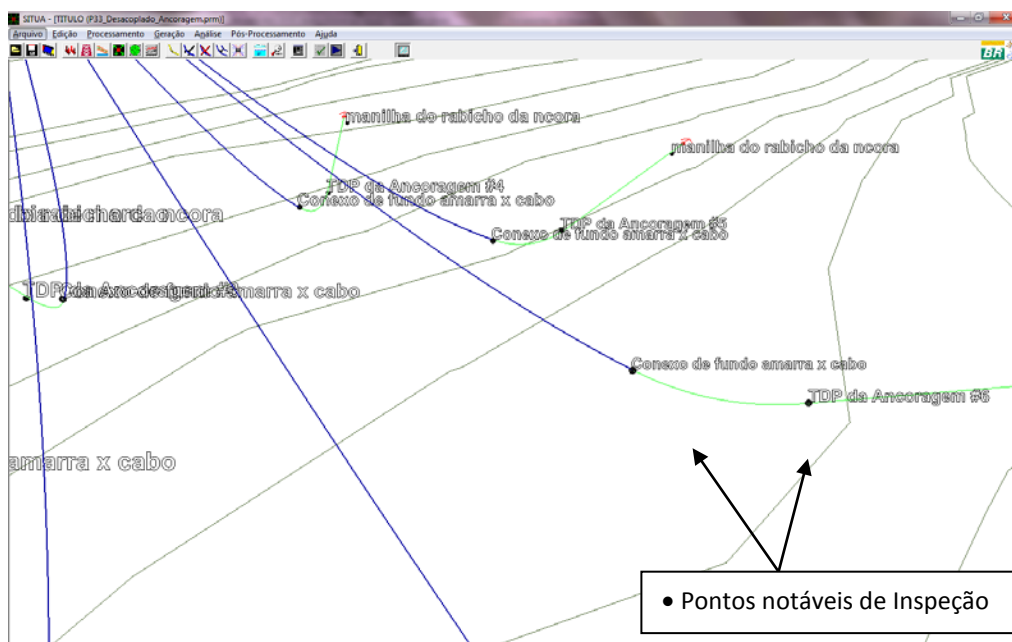 SITUA - [TITULO (P33_Desacoplado_Ancoragem.prm)]
Arquivo Edição Processamento Geração Análise Pós-Processamento Ajuda
BR
manilha do rabicho da ncora
manilha do rabicho da ncora
TDP da Ancoragem #4
Conexo de fundo amarra x cabo
TDP da Ancoragem #5
Conexo de fundo amarra x cabo
amarra x cabo
Conexo de fundo amarra x cabo
TDP da Ancoragem #6
amarra x cabo
• Pontos notáveis de Inspeção